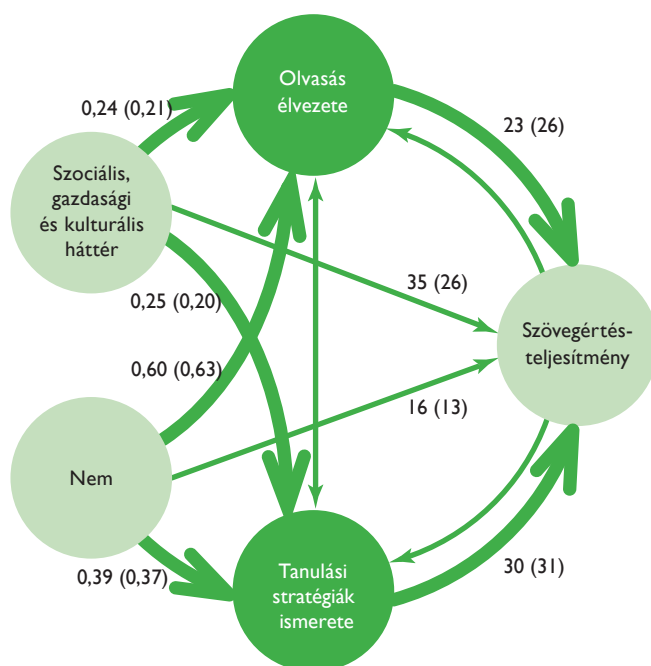 Olvasás
élvezete
0,24 (0,21)
23 (26)
Szociális,
gazdasági
és kulturális
háttér
35 (26)
0,25 (0,20)
Szövegértés-
teljesítmény
0,60 (0,63)
16 (13)
Nem
0,39 (0,37)
30 (31)
Tanulási
stratégiák
ismerete